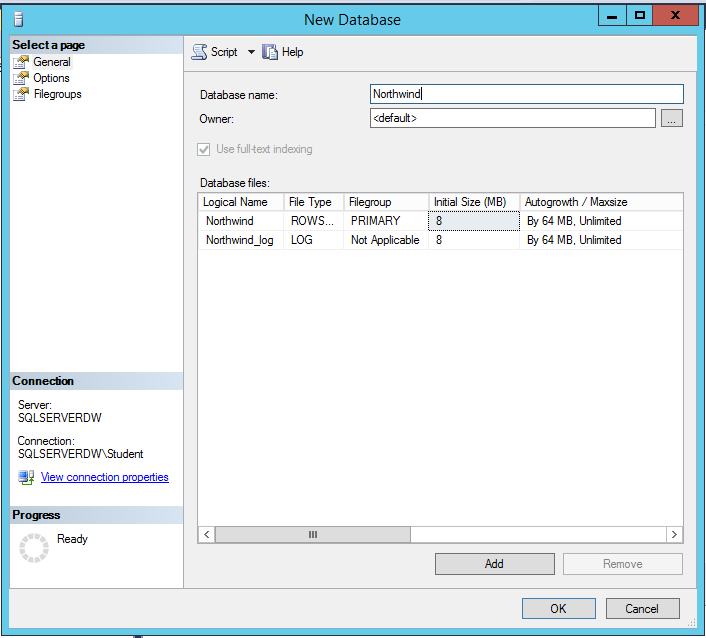 New Database
Select a page
General
Options
Filegroups
Script Help
Database name: Northwind
Owner: <default> ...
Use full-text indexing
Database files:
Logical Name File Type Filegroup Initial Size (MB) Autogrowth / Maxsize
Northwind ROWS... PRIMARY 8 By 64 MB, Unlimited
Northwind_log LOG Not Applicable 8 By 64 MB, Unlimited
Connection
Server:
SQLSERVERDW
Connection:
SQLSERVERDW\Student
View connection properties
Progress
Ready
Add Remove
OK Cancel